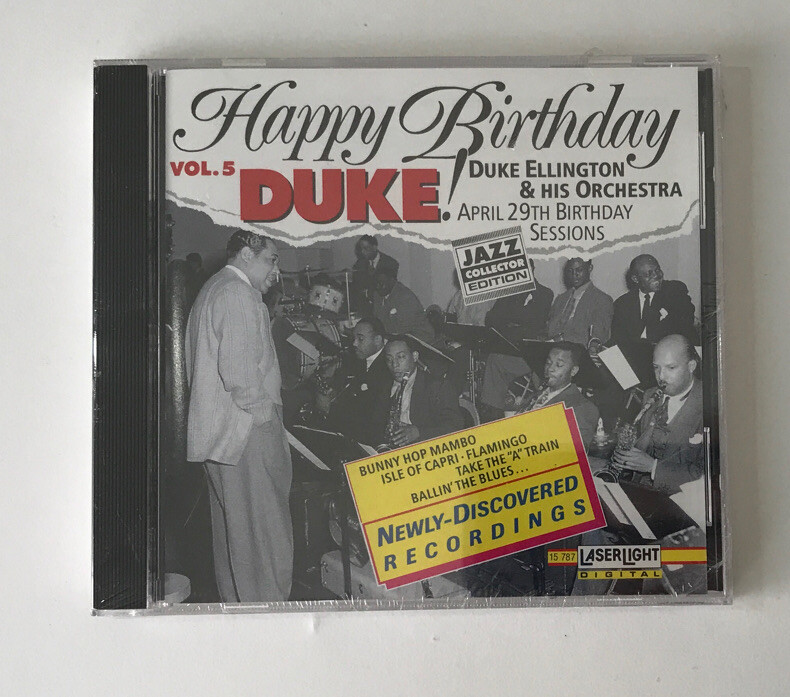 Happy Birthday
VOL. 5
DUKE!
DUKE ELLINGTON
& HIS ORCHESTRA
APRIL 29TH BIRTHDAY
SESSIONS
JAZZ
COLLECTOR
EDITION
BUNNY HOP MAMBO
ISLE OF CAPRI · FLAMINGO
TAKE THE "A" TRAIN
BALLIN' THE BLUES...
NEWLY-DISCOVERED
RECORDINGS
15 787 LASERLIGHT
DIGITAL